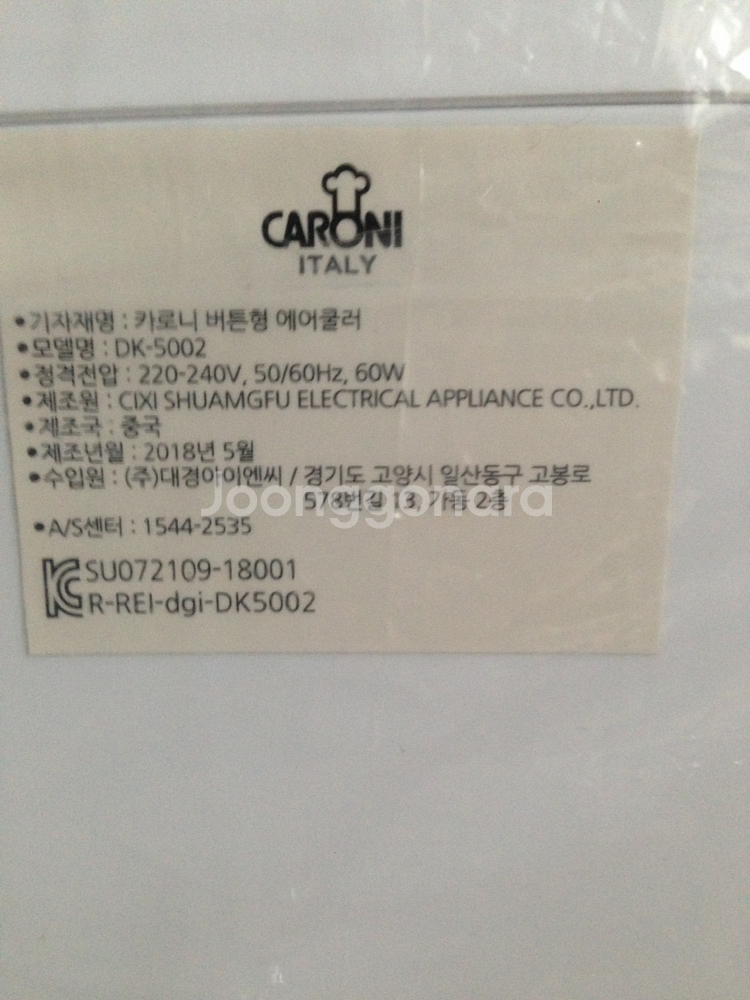 CARONI
ITALY
•기자재명 : 카로니 버튼형 에어쿨러
•모델명 : DK-5002
•정격전압 : 220-240V, 50/60Hz, 60W
•제조원 : CIXI SHUAMGFU ELECTRICAL APPLIANCE CO.,LTD.
•제조국 : 중국
•제조년월 : 2018년 5월
•수입원 : (주)대경아이엔씨 / 경기도 고양시 일산동구 고봉로
578번길 13, 가동 2층
Joonggonara
•A/S센터 : 1544-2535
SU072109-18001
R-REI-dgi-DK5002